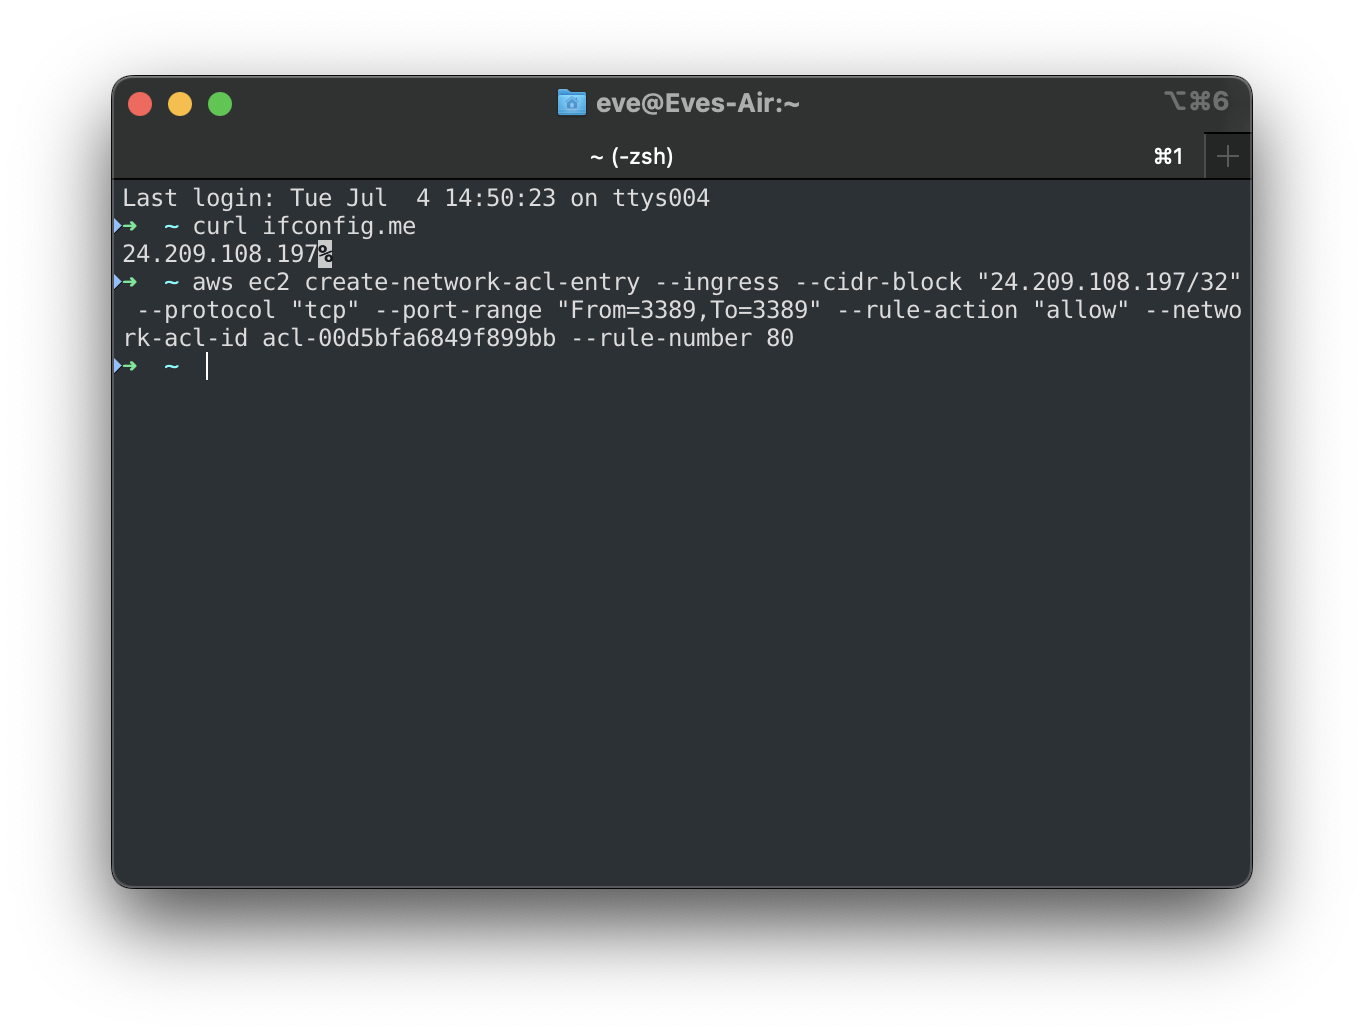 eve@Eves-Air:~
⌥⌘6
~ (-zsh)
⌘1
Last login: Tue Jul  4 14:50:23 on ttys004
➜  ~ curl ifconfig.me
24.209.108.197%
➜  ~ aws ec2 create-network-acl-entry --ingress --cidr-block "24.209.108.197/32"
 --protocol "tcp" --port-range "From=3389,To=3389" --rule-action "allow" --netwo
rk-acl-id acl-00d5bfa6849f899bb --rule-number 80
➜  ~